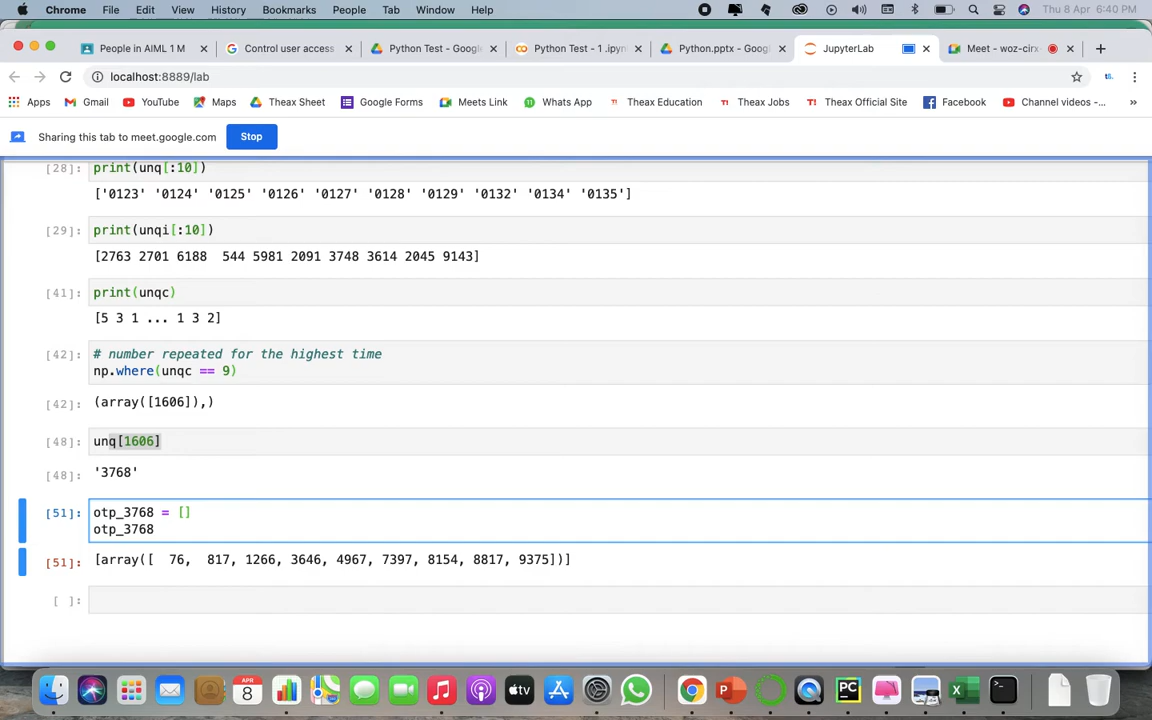 Chrome File Edit View History Bookmarks People Tab Window Help Thu 8 Apr 6:40 PM
People in AIML 1 M Control user access Python Test - Googl Python Test - 1 .ipyn Python.pptx - Goog JupyterLab Meet - woz-cirx
localhost:8889/lab
Apps Gmail YouTube Maps Theax Sheet Google Forms Meets Link Whats App Theax Education Theax Jobs Theax Official Site Facebook Channel videos -... »
Sharing this tab to meet.google.com Stop
[28]: print(unq[:10])
['0123' '0124' '0125' '0126' '0127' '0128' '0129' '0132' '0134' '0135']
[29]: print(unqi[:10])
[2763 2701 6188  544 5981 2091 3748 3614 2045 9143]
[41]: print(unqc)
[5 3 1 ... 1 3 2]
[42]: # number repeated for the highest time
np.where(unqc == 9)
[42]: (array([1606]),)
[48]: unq[1606]
[48]: '3768'
[51]: otp_3768 = []
otp_3768
[51]: [array([  76,  817, 1266, 3646, 4967, 7397, 8154, 8817, 9375])]
[ ]:
APR
8
tv
P
PC
X